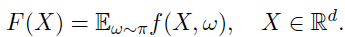 F(X) = 𝔼_{ω∼π} f(X, ω),   X ∈ ℝ^d.